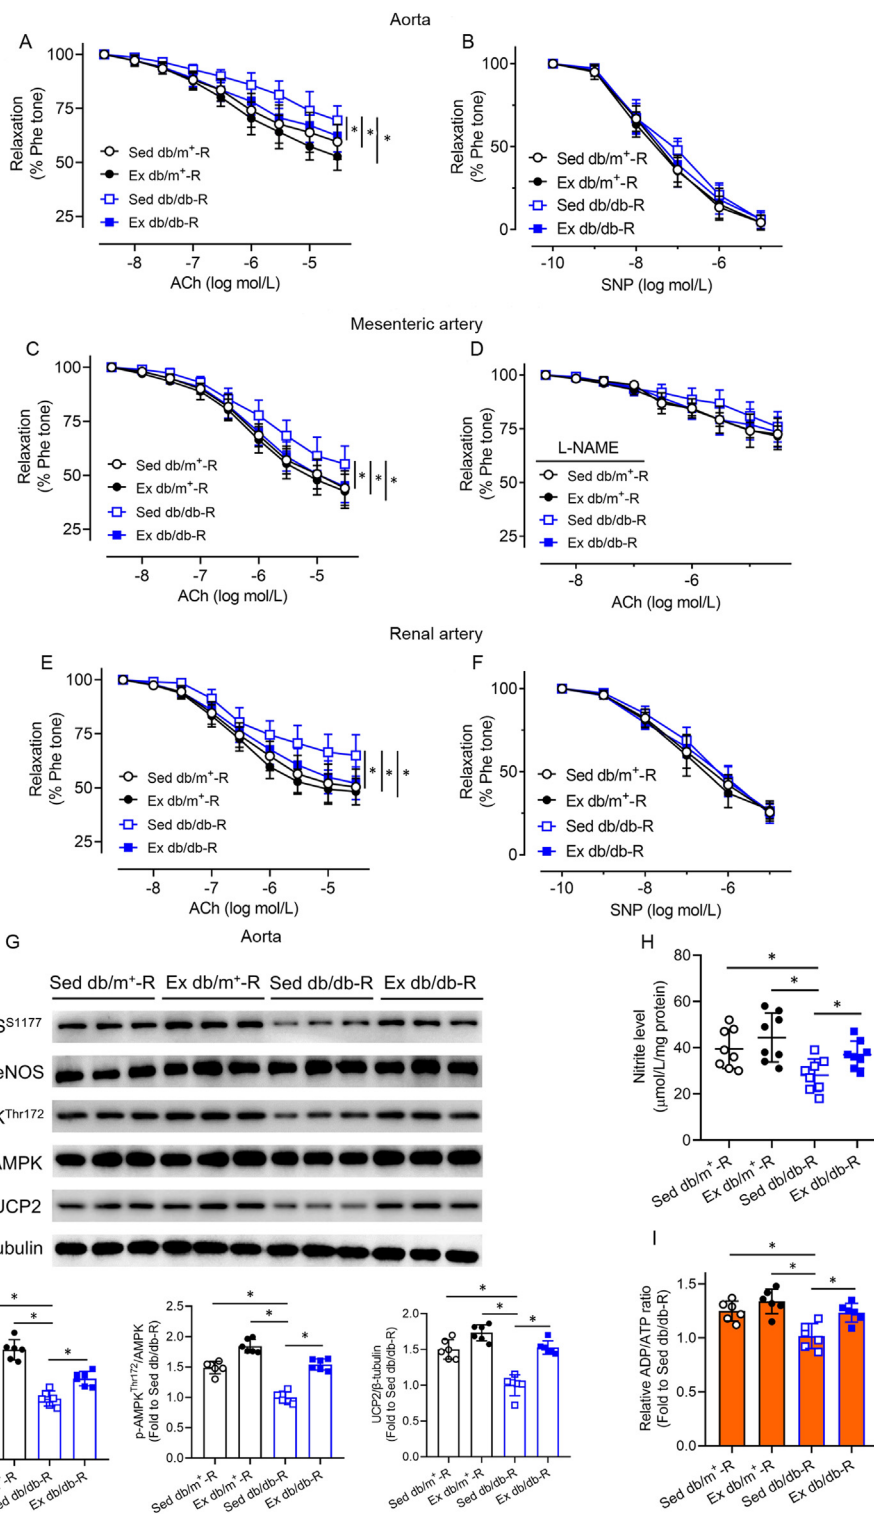 Aorta
A
Relaxation
(% Phe tone)
100
75
50
25
Sed db/m⁺-R
Ex db/m⁺-R
Sed db/db-R
Ex db/db-R
* * *
-8 -7 -6 -5
ACh (log mol/L)
B
Relaxation
(% Phe tone)
100
50
0
Sed db/m⁺-R
Ex db/m⁺-R
Sed db/db-R
Ex db/db-R
-10 -8 -6
SNP (log mol/L)
Mesenteric artery
C
Relaxation
(% Phe tone)
100
75
50
25
Sed db/m⁺-R
Ex db/m⁺-R
Sed db/db-R
Ex db/db-R
* * *
-8 -7 -6 -5
ACh (log mol/L)
D
Relaxation
(% Phe tone)
100
75
50
25
L-NAME
Sed db/m⁺-R
Ex db/m⁺-R
Sed db/db-R
Ex db/db-R
-8 -6
ACh (log mol/L)
Renal artery
E
Relaxation
(% Phe tone)
100
75
50
25
Sed db/m⁺-R
Ex db/m⁺-R
Sed db/db-R
Ex db/db-R
* * *
-8 -7 -6 -5
ACh (log mol/L)
F
Relaxation
(% Phe tone)
100
50
0
Sed db/m⁺-R
Ex db/m⁺-R
Sed db/db-R
Ex db/db-R
-10 -8 -6
SNP (log mol/L)
G
Aorta
Sed db/m⁺-R Ex db/m⁺-R Sed db/db-R Ex db/db-R
S^S1177
eNOS
K^Thr172
AMPK
UCP2
tubulin
* * *
⁺-R
Sed db/db-R
Ex db/db-R
p-AMPK^Thr172/AMPK
(Fold to Sed db/db-R)
2.5
2.0
1.5
1.0
0.5
0.0
* * *
Sed db/m⁺-R
Ex db/m⁺-R
Sed db/db-R
Ex db/db-R
UCP2/β-tubulin
(Fold to Sed db/db-R)
2.0
1.5
1.0
0.5
0.0
* * *
Sed db/m⁺-R
Ex db/m⁺-R
Sed db/db-R
Ex db/db-R
H
Nitrite level
(μmol/L/mg protein)
80
60
40
20
0
* * *
Sed db/m⁺-R
Ex db/m⁺-R
Sed db/db-R
Ex db/db-R
I
Relative ADP/ATP ratio
(Fold to Sed db/db-R)
1.5
1.0
0.5
0.0
* * *
Sed db/m⁺-R
Ex db/m⁺-R
Sed db/db-R
Ex db/db-R